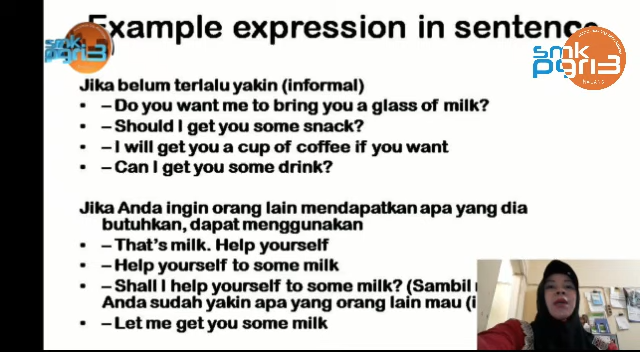 Example expression in sentence
smk
pgri3
smk
pgri3
MALANG
Jika belum terlalu yakin (informal)
• – Do you want me to bring you a glass of milk?
• – Should I get you some snack?
• – I will get you a cup of coffee if you want
• – Can I get you some drink?
Jika Anda ingin orang lain mendapatkan apa yang dia
butuhkan, dapat menggunakan
• – That's milk. Help yourself
• – Help yourself to some milk
• – Shall I help yourself to some milk? (Sambil
Anda sudah yakin apa yang orang lain mau (i
• – Let me get you some milk